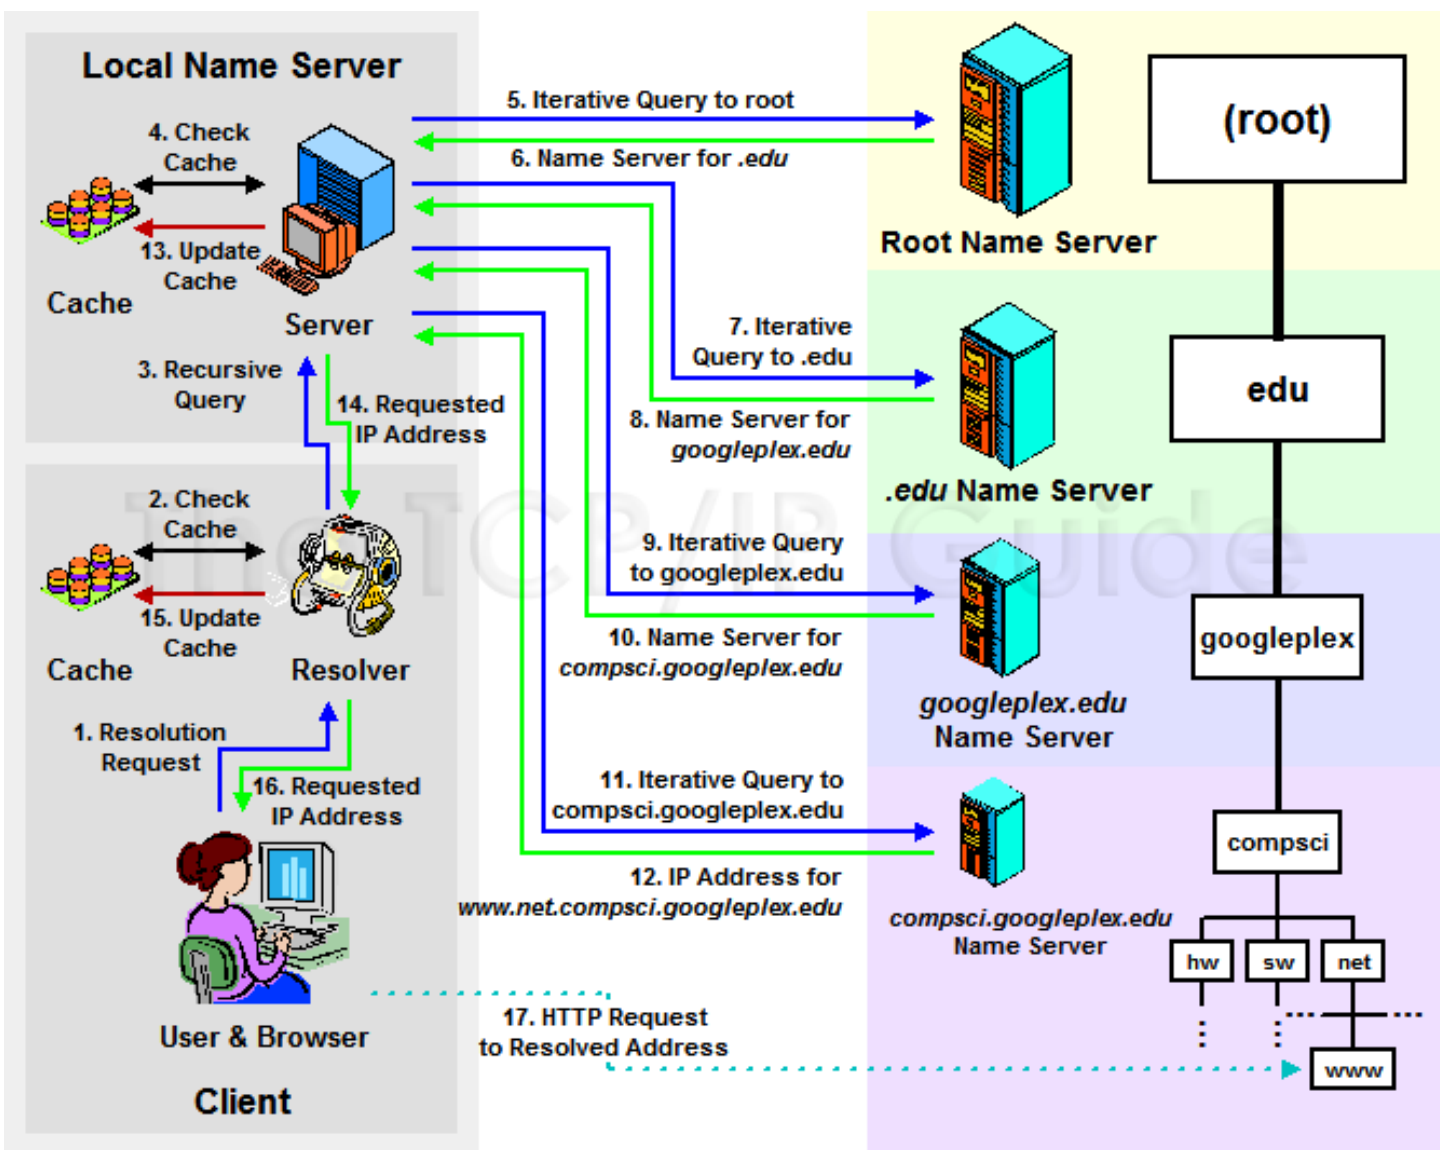 Local Name Server
4. Check
Cache
13. Update
Cache
Cache
Server
3. Recursive
Query
14. Requested
IP Address
2. Check
Cache
15. Update
Cache
Cache
Resolver
1. Resolution
Request
16. Requested
IP Address
User & Browser
Client
5. Iterative Query to root
6. Name Server for .edu
7. Iterative
Query to .edu
8. Name Server for
googleplex.edu
9. Iterative Query
to googleplex.edu
10. Name Server for
compsci.googleplex.edu
11. Iterative Query to
compsci.googleplex.edu
12. IP Address for
www.net.compsci.googleplex.edu
17. HTTP Request
to Resolved Address
Root Name Server
.edu Name Server
googleplex.edu
Name Server
compsci.googleplex.edu
Name Server
(root)
edu
googleplex
compsci
hw
sw
net
www
The TCP/IP Guide